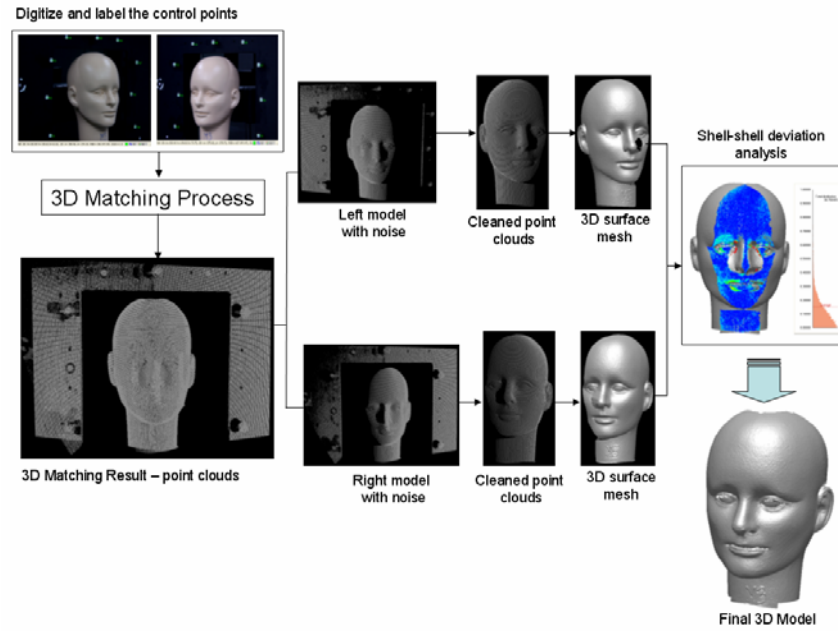 Digitize and label the control points
3D Matching Process
3D Matching Result – point clouds
Left model
with noise
Cleaned point
clouds
3D surface
mesh
Right model
with noise
Cleaned point
clouds
3D surface
mesh
Shell-shell deviation
analysis
Final 3D Model